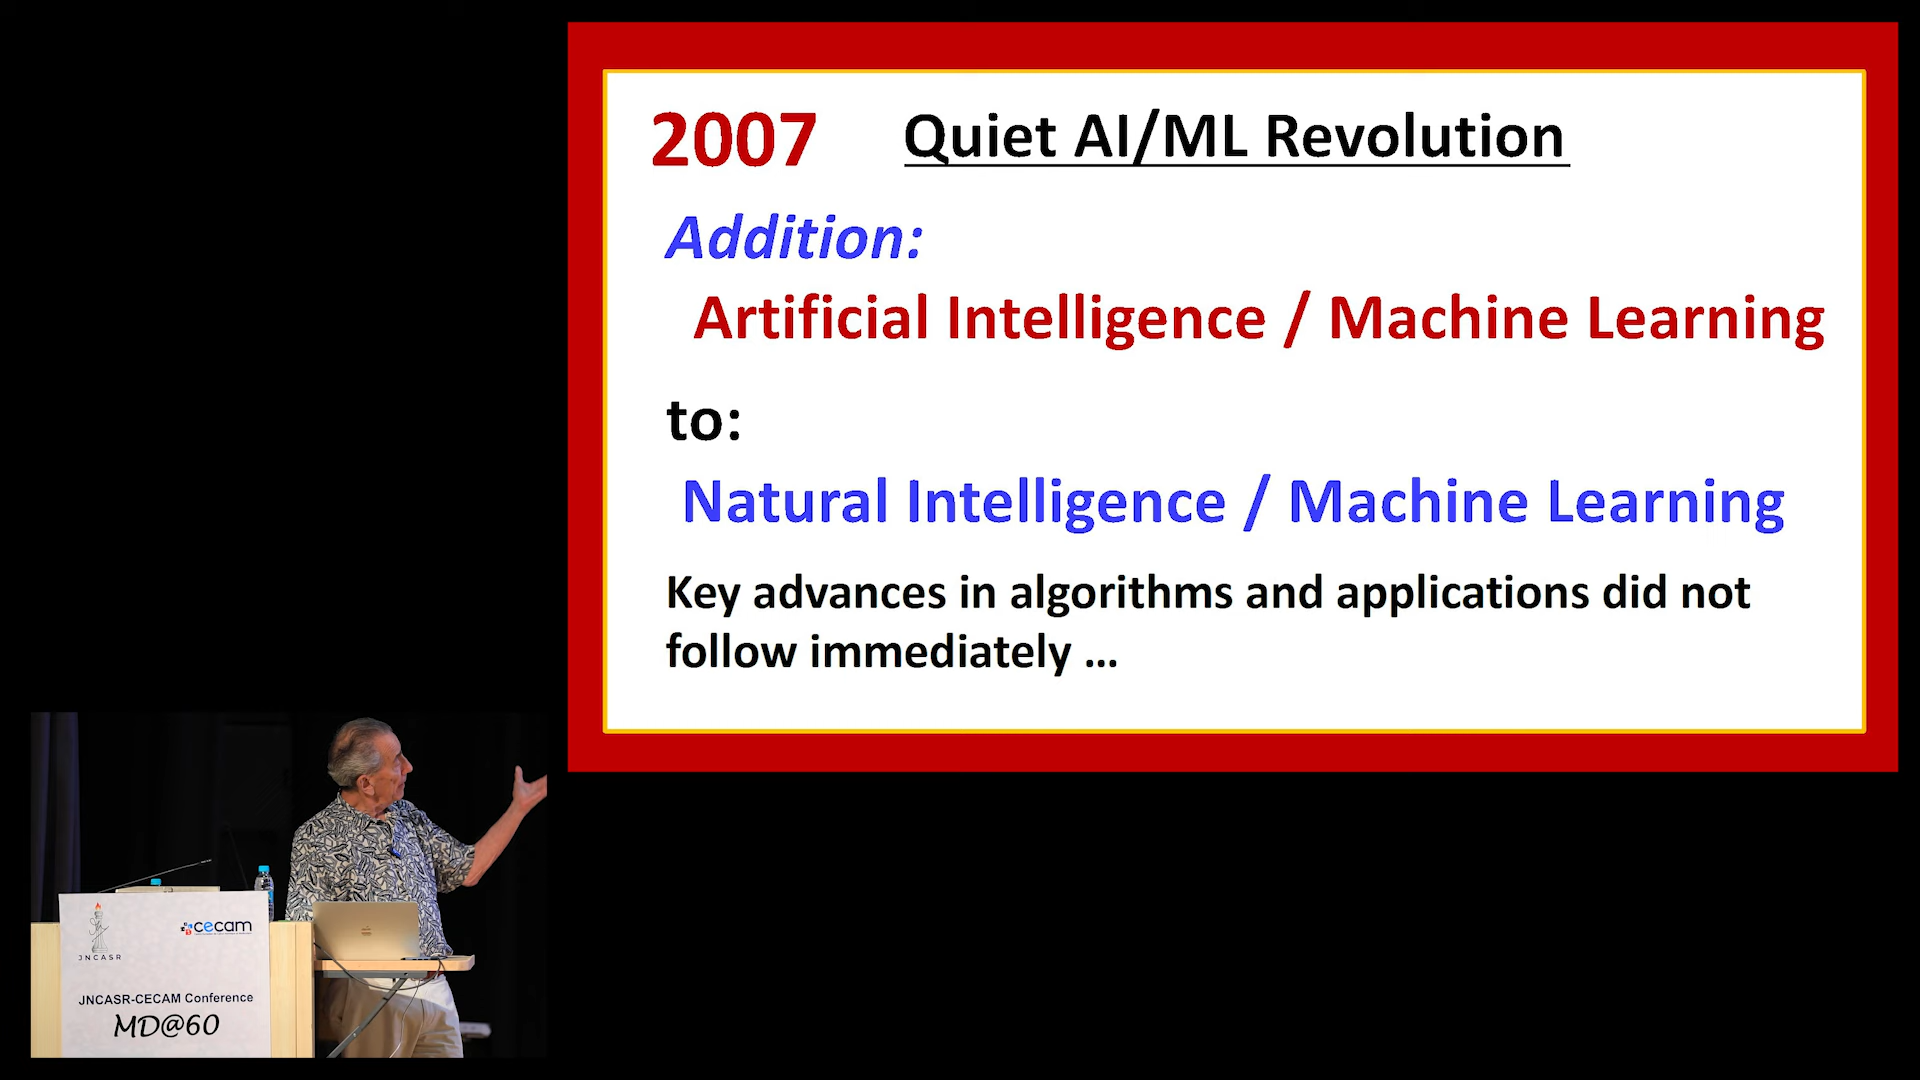 2007 Quiet AI/ML Revolution
Addition:
Artificial Intelligence / Machine Learning
to:
Natural Intelligence / Machine Learning
Key advances in algorithms and applications did not
follow immediately ...
JNCASR
cecam
JNCASR-CECAM Conference
MD@60